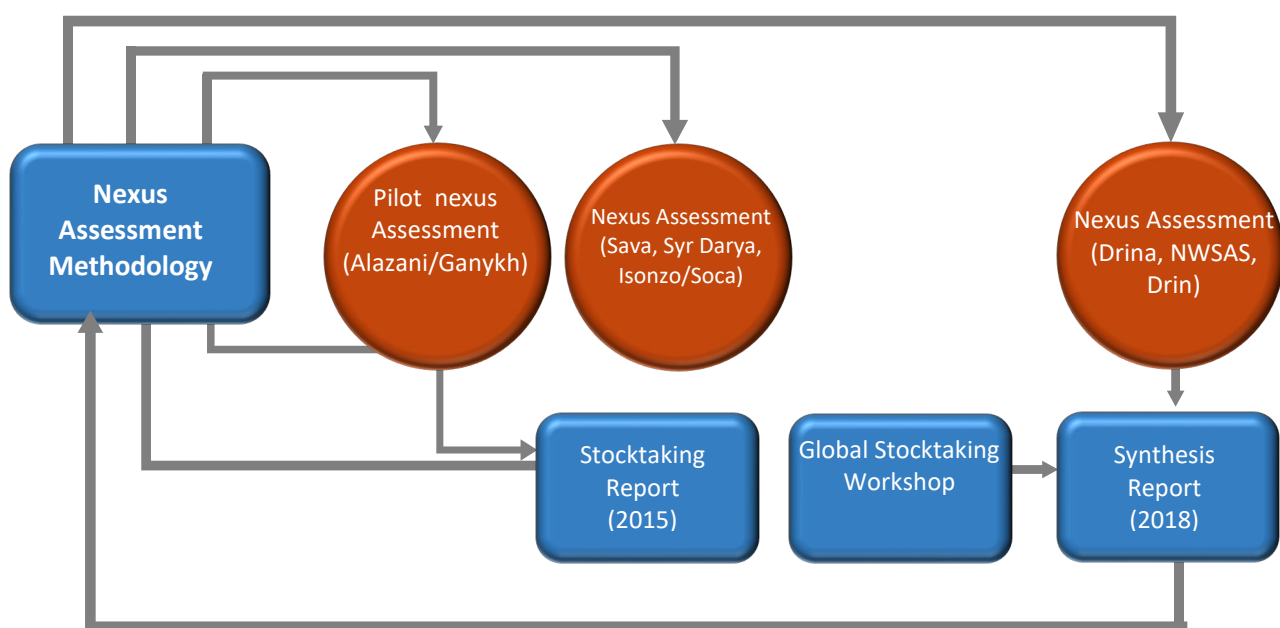 Nexus
Assessment
Methodology
Pilot nexus
Assessment
(Alazani/Ganykh)
Nexus Assessment
(Sava, Syr Darya,
Isonzo/Soca)
Nexus Assessment
(Drina, NWSAS,
Drin)
Stocktaking
Report
(2015)
Global Stocktaking
Workshop
Synthesis
Report
(2018)